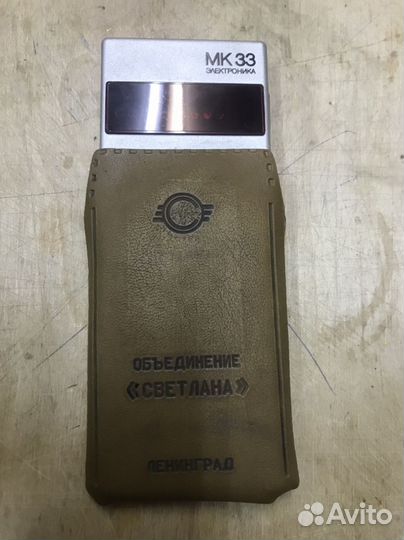 МК 33
ЭЛЕКТРОНИКА
ОБЪЕДИНЕНИЕ
«СВЕТЛАНА»
ЛЕНИНГРАД
Avito